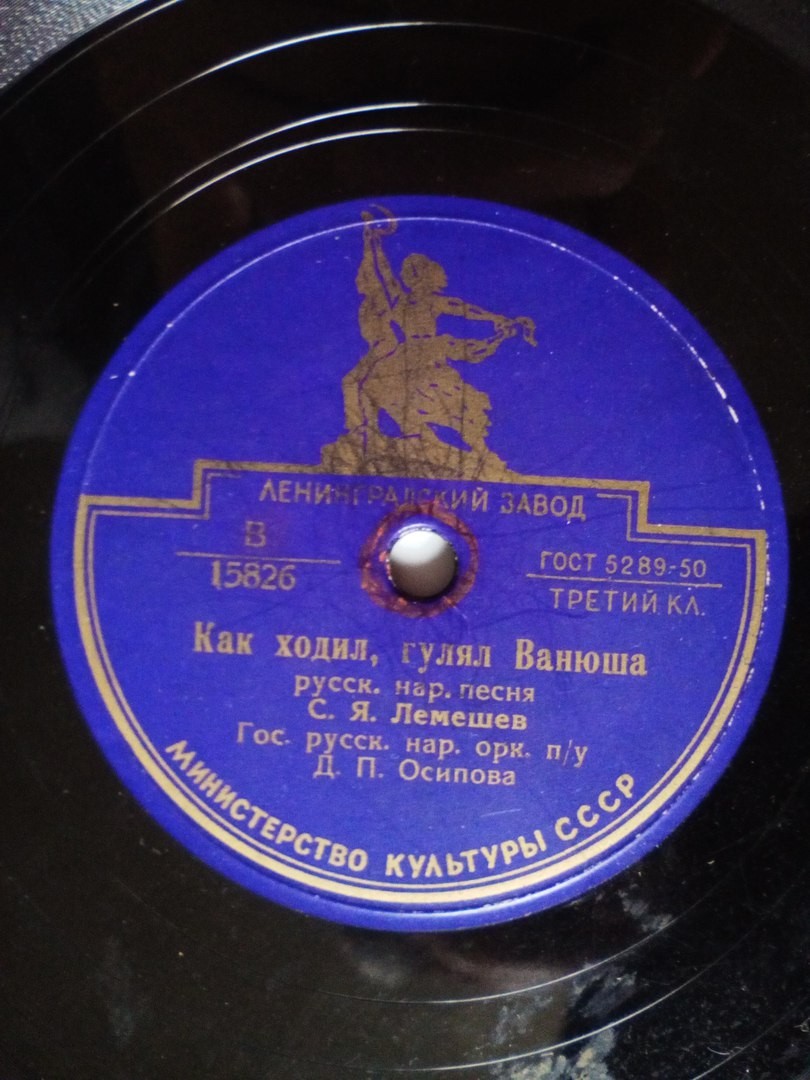 ЛЕНИНГРАДСКИЙ ЗАВОД
В
15826
ГОСТ 5289-50
ТРЕТИЙ КЛ.
Как ходил, гулял Ванюша
русск. нар. песня
С. Я. Лемешев
Гос. русск. нар. орк. п/у
Д. П. Осипова
МИНИСТЕРСТВО КУЛЬТУРЫ СССР